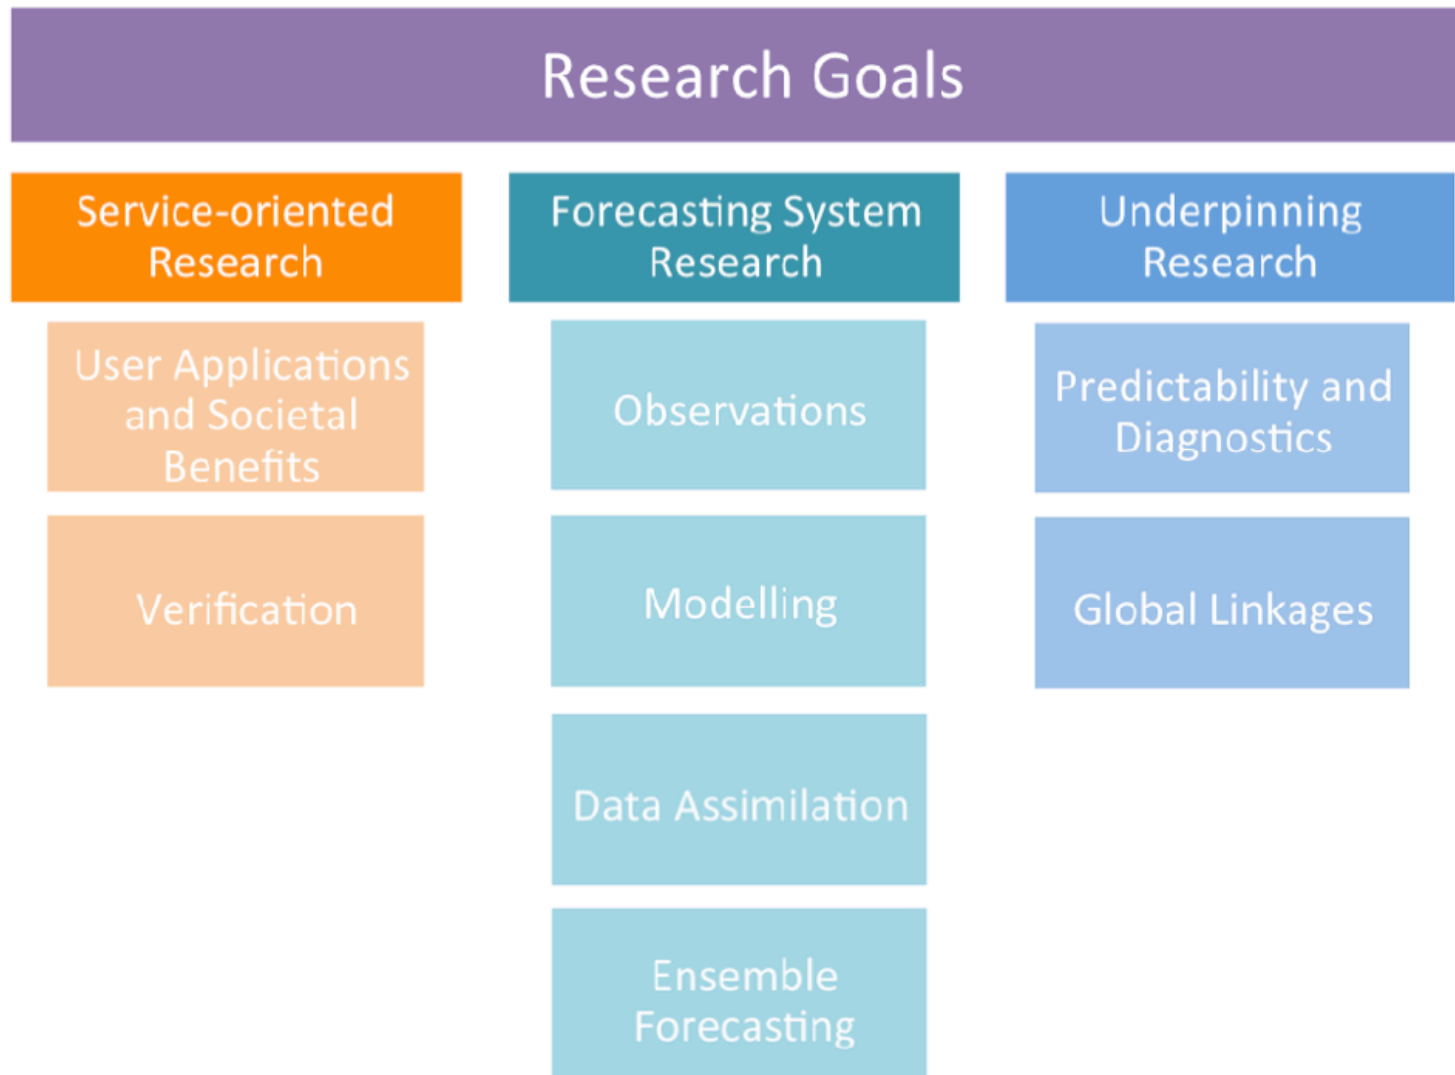 Research Goals
Service-oriented
Research
User Applications
and Societal
Benefits
Verification
Forecasting System
Research
Observations
Modelling
Data Assimilation
Ensemble
Forecasting
Underpinning
Research
Predictability and
Diagnostics
Global Linkages